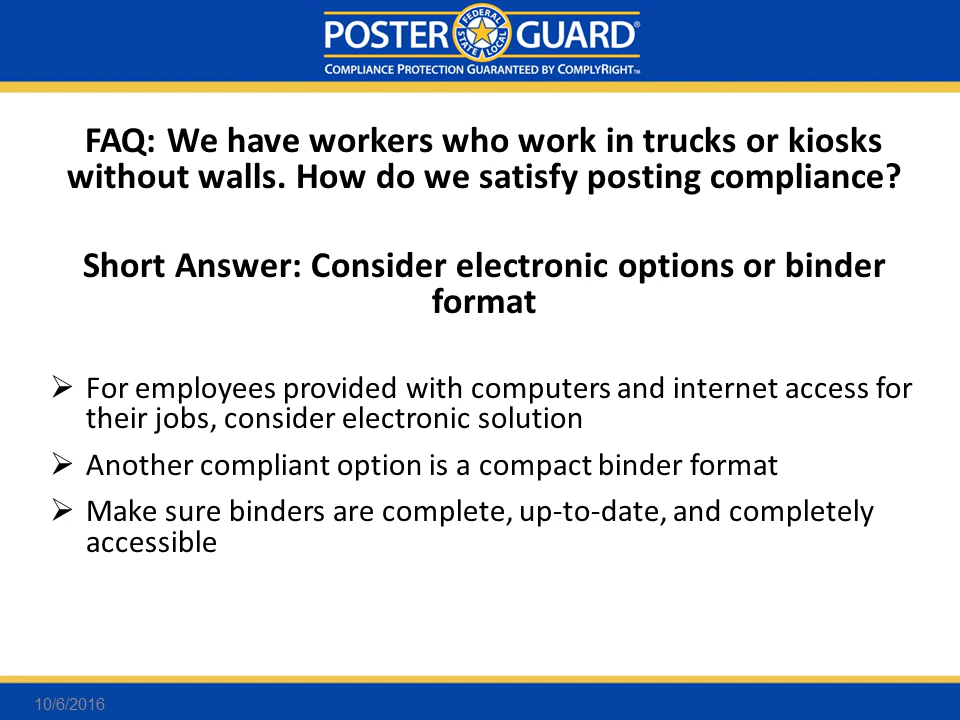 POSTER GUARD®
FEDERAL STATE LOCAL
COMPLIANCE PROTECTION GUARANTEED BY COMPLYRIGHT™
FAQ: We have workers who work in trucks or kiosks
without walls. How do we satisfy posting compliance?
Short Answer: Consider electronic options or binder
format
➢ For employees provided with computers and internet access for
their jobs, consider electronic solution
➢ Another compliant option is a compact binder format
➢ Make sure binders are complete, up-to-date, and completely
accessible
10/6/2016